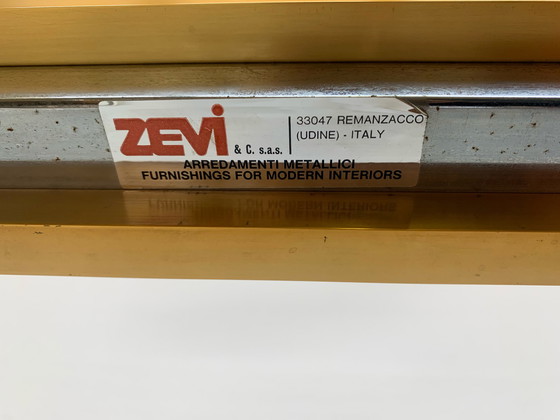 ZEVi & C. s.a.s.
33047 REMANZACCO
(UDINE) - ITALY
ARREDAMENTI METALLICI
FURNISHINGS FOR MODERN INTERIORS